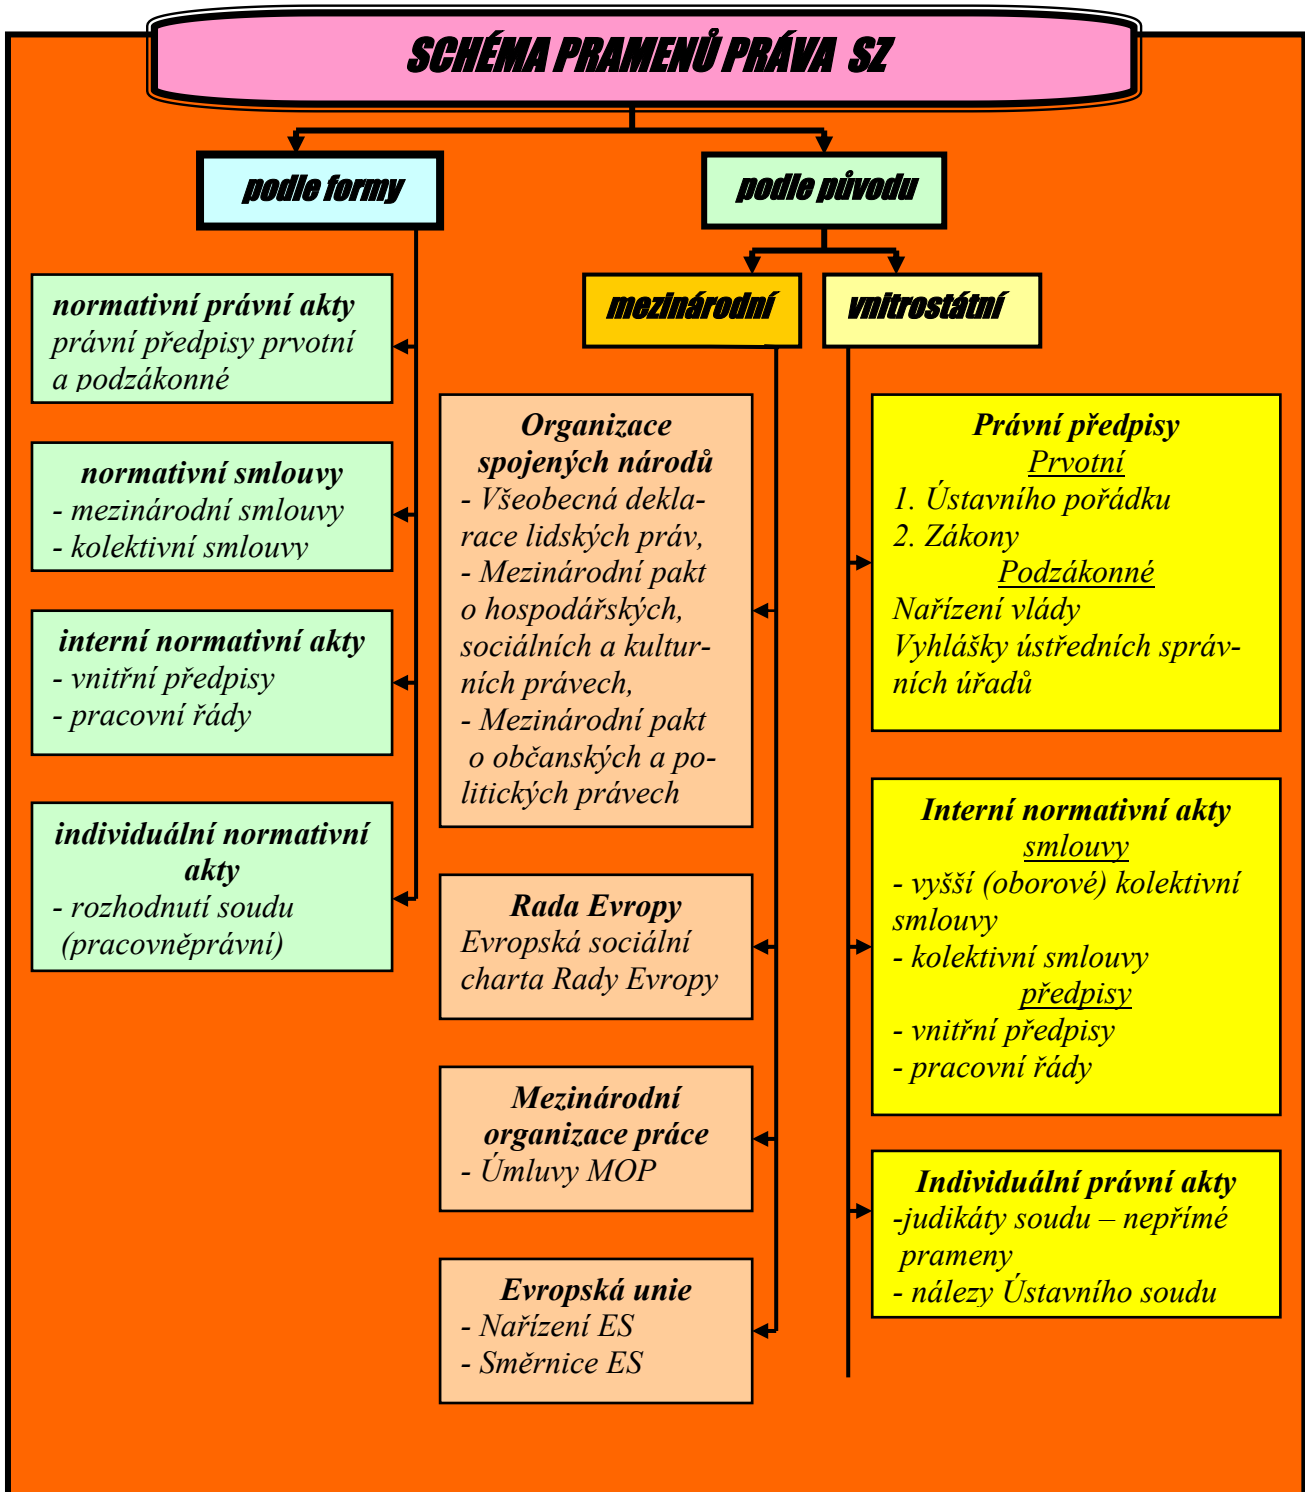 SCHÉMA PRAMENŮ PRÁVA SZ
podle formy
podle původu
mezinárodní
vnitrostátní
normativní právní akty
právní předpisy prvotní
a podzákonné
normativní smlouvy
- mezinárodní smlouvy
- kolektivní smlouvy
interní normativní akty
- vnitřní předpisy
- pracovní řády
individuální normativní
akty
- rozhodnutí soudu
(pracovněprávní)
Organizace
spojených národů
- Všeobecná dekla-
race lidských práv,
- Mezinárodní pakt
o hospodářských,
sociálních a kultur-
ních právech,
- Mezinárodní pakt
o občanských a po-
litických právech
Rada Evropy
Evropská sociální
charta Rady Evropy
Mezinárodní
organizace práce
- Úmluvy MOP
Evropská unie
- Nařízení ES
- Směrnice ES
Právní předpisy
Prvotní
1. Ústavního pořádku
2. Zákony
Podzákonné
Nařízení vlády
Vyhlášky ústředních správ-
ních úřadů
Interní normativní akty
smlouvy
- vyšší (oborové) kolektivní
smlouvy
- kolektivní smlouvy
předpisy
- vnitřní předpisy
- pracovní řády
Individuální právní akty
-judikáty soudu – nepřímé
prameny
- nálezy Ústavního soudu